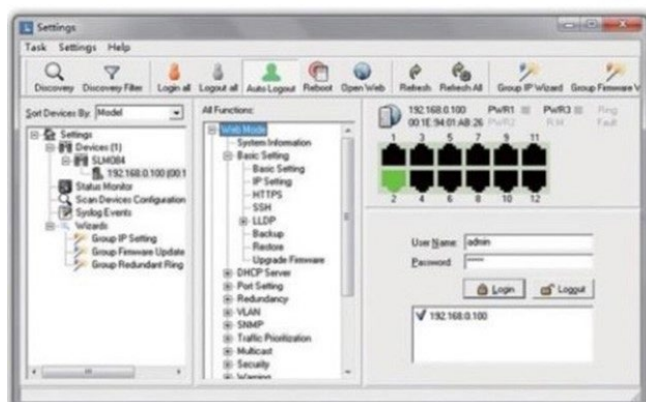 Settings
Task Settings Help
Discovery Discovery Filter Login all Logout all Auto Logout Reboot Open Web Refresh Refresh All Group IP Wizard Group Firmware
Sort Devices By: Model
Settings
Devices (1)
SLM084
192.168.0.100 (00:1
Status Monitor
Scan Devices Configuration
Syslog Events
Wizards
Group IP Setting
Group Firmware Update
Group Redundant Ring
All Functions:
Web Mode
System Information
Basic Setting
Basic Setting
IP Setting
HTTPS
SSH
LLDP
Backup
Restore
Upgrade Firmware
DHCP Server
Port Setting
Redundancy
VLAN
SNMP
Traffic Prioritization
Multicast
Security
Warning
192.168.0.100 PWR1 PWR3 Ring
00:1E:94:01:AB:26 PWR2 R.M Fault
1 3 5 7 9 11
2 4 6 8 10 12
User Name: admin
Password:
Login Logout
192.168.0.100